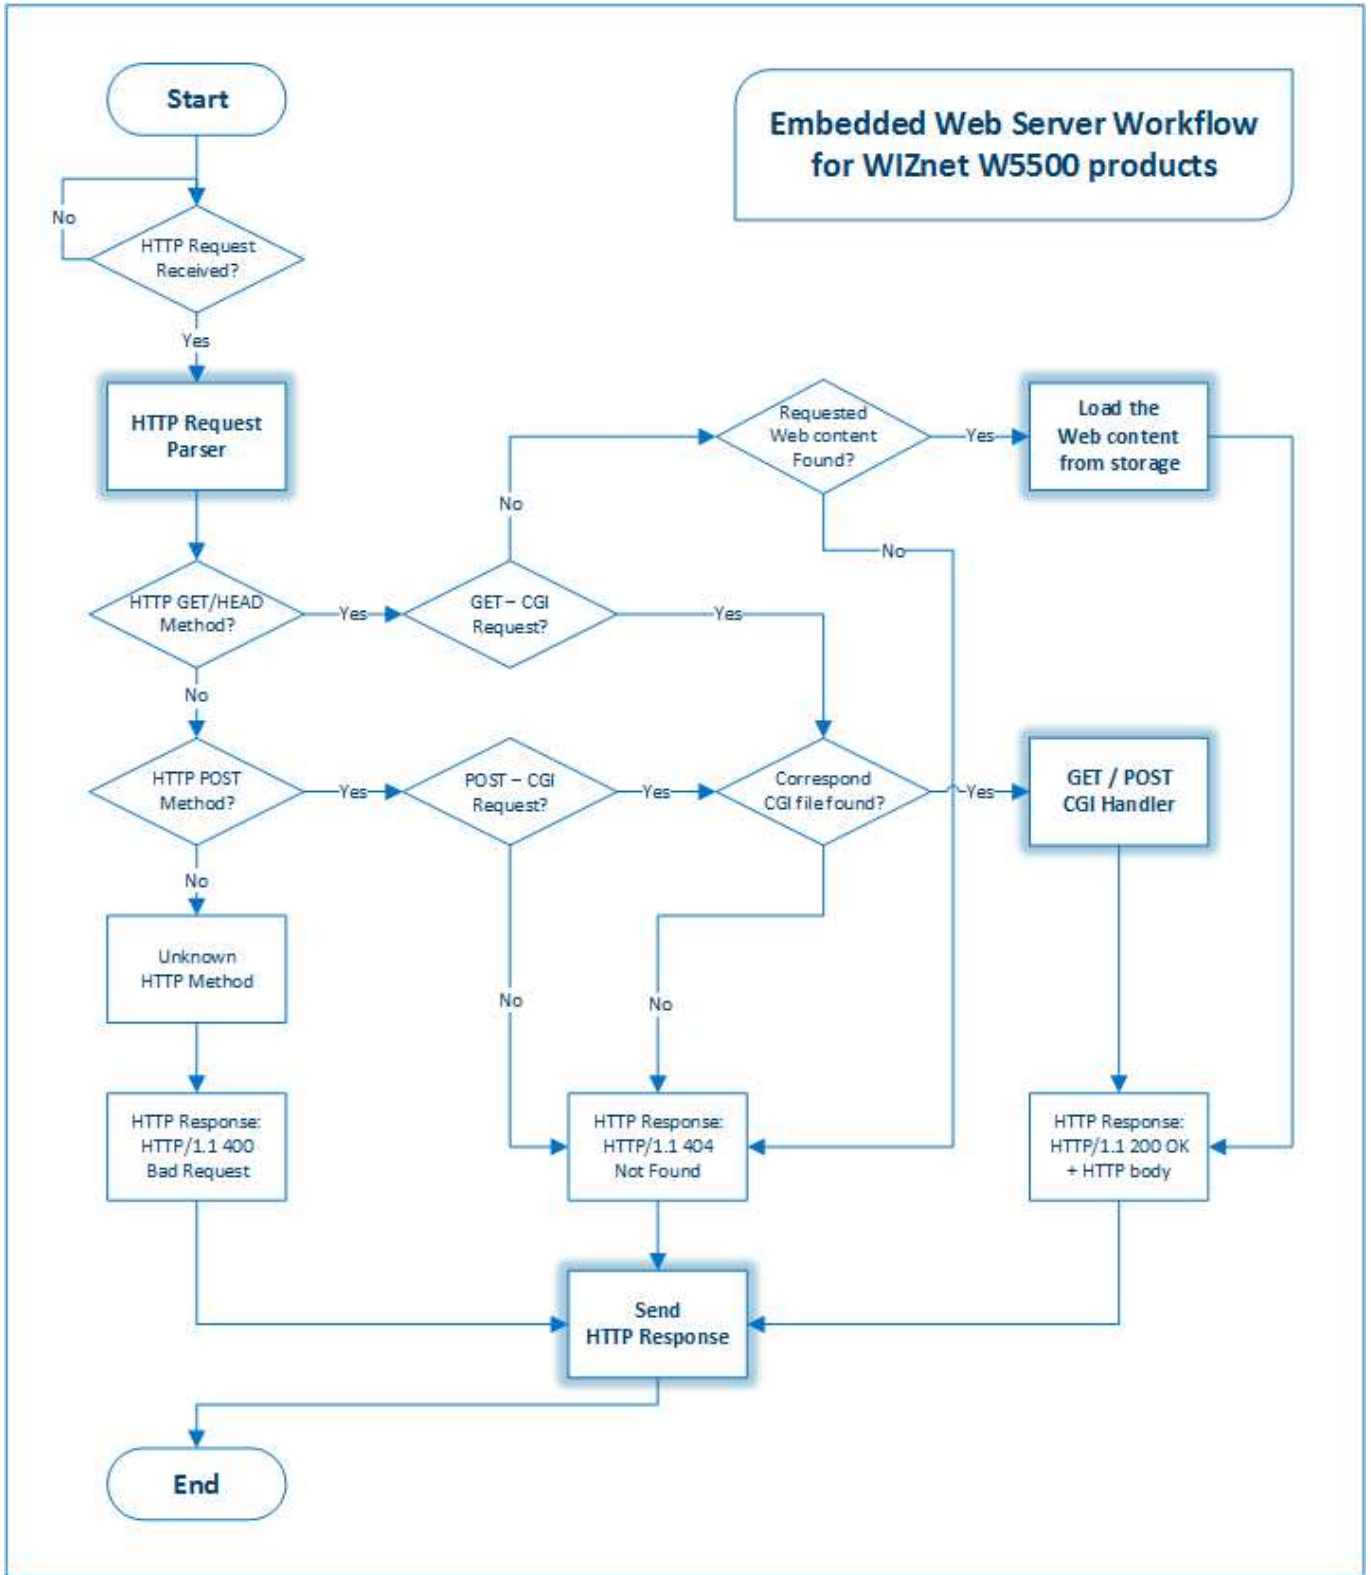 Start
Embedded Web Server Workflow
for WIZnet W5500 products
No
HTTP Request
Received?
Yes
HTTP Request
Parser
Requested
Web content
Found?
Yes
Load the
Web content
from storage
No
No
HTTP GET/HEAD
Method?
Yes
GET – CGI
Request?
Yes
No
HTTP POST
Method?
Yes
POST – CGI
Request?
Yes
Correspond
CGI file found?
Yes
GET / POST
CGI Handler
No
Unknown
HTTP Method
No
No
HTTP Response:
HTTP/1.1 400
Bad Request
HTTP Response:
HTTP/1.1 404
Not Found
HTTP Response:
HTTP/1.1 200 OK
+ HTTP body
Send
HTTP Response
End